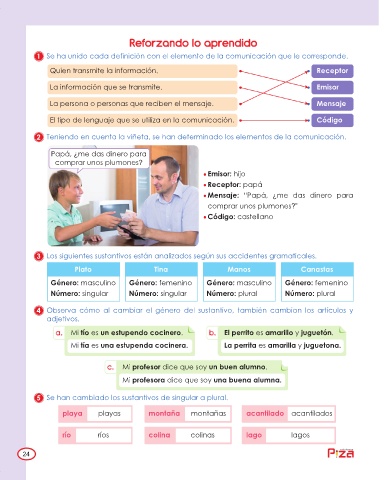 Reforzando lo aprendido
1 Se ha unido cada definición con el elemento de la comunicación que le corresponde.
Quien transmite la información. Receptor
La información que se transmite. Emisor
La persona o personas que reciben el mensaje. Mensaje
El tipo de lenguaje que se utiliza en la comunicación. Código
2 Teniendo en cuenta la viñeta, se han determinado los elementos de la comunicación.
Papá, ¿me das dinero para
comprar unos plumones?
• Emisor: hijo
• Receptor: papá
• Mensaje: “Papá, ¿me das dinero para
comprar unos plumones?”
• Código: castellano
3 Los siguientes sustantivos están analizados según sus accidentes gramaticales.
Plato Tina Manos Canastas
Género: masculino Género: femenino Género: masculino Género: femenino
Número: singular Número: singular Número: plural Número: plural
4 Observa cómo al cambiar el género del sustantivo, también cambian los artículos y
adjetivos.
a. Mi tío es un estupendo cocinero. b. El perrito es amarillo y juguetón.
Mi tía es una estupenda cocinera. La perrita es amarilla y juguetona.
c. Mi profesor dice que soy un buen alumno.
Mi profesora dice que soy una buena alumna.
5 Se han cambiado los sustantivos de singular a plural.
playa playas montaña montañas acantilado acantilados
río ríos colina colinas lago lagos
24